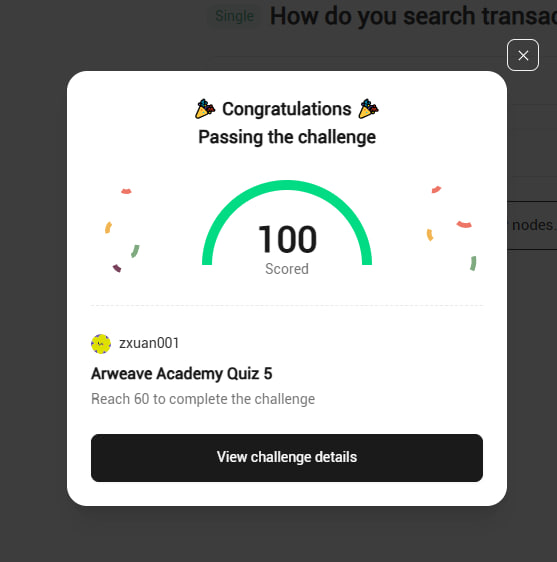 Single How do you search transac
Congratulations
Passing the challenge
nodes.
100
Scored
zxuan001
Arweave Academy Quiz 5
Reach 60 to complete the challenge
View challenge details